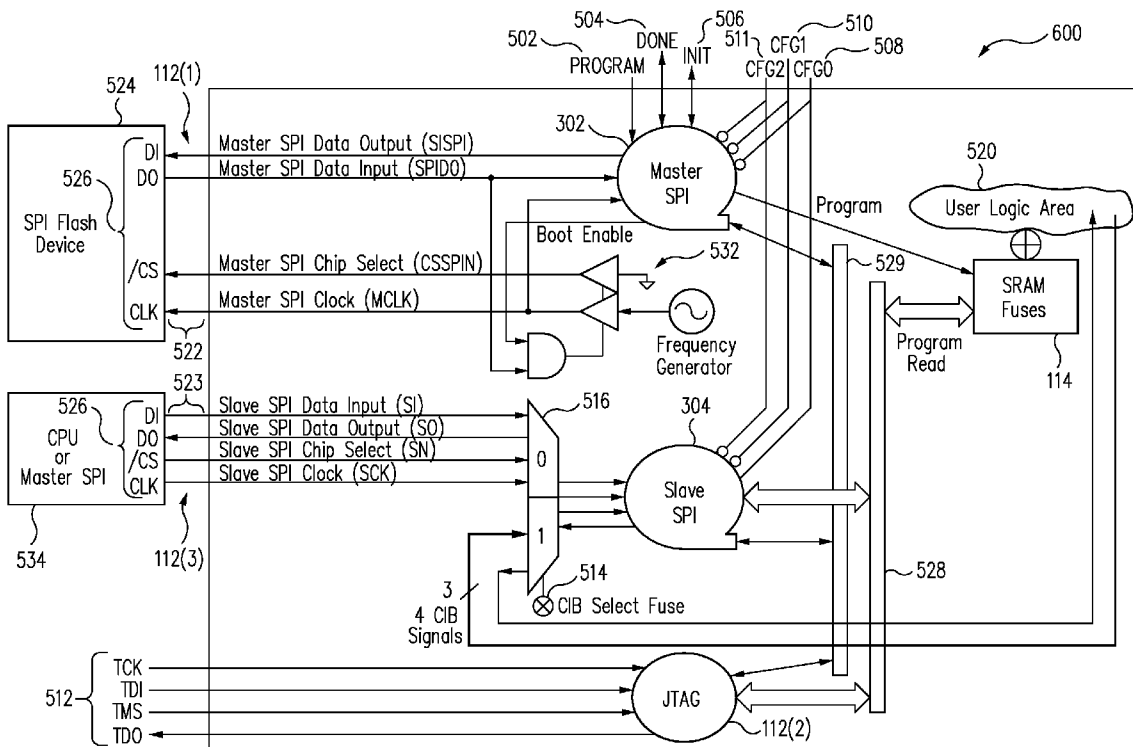 504
506
510
DONE
511
CFG1
508
600
502
INIT
CFG2
CFG0
PROGRAM
524
112(1)
302
DI
Master SPI Data Output (SISPI)
DO
Master SPI Data Input (SPIDO)
526
Master
SPI
520
SPI Flash
Device
Program
User Logic Area
Boot Enable
532
/CS
Master SPI Chip Select (CSSPIN)
529
SRAM
Fuses
CLK
Master SPI Clock (MCLK)
522
Frequency
Generator
Program
Read
114
523
526
DI
Slave SPI Data Input (SI)
516
304
CPU
or
Master SPI
DO
Slave SPI Data Output (SO)
/CS
Slave SPI Chip Select (SN)
0
CLK
Slave SPI Clock (SCK)
Slave
SPI
534
112(3)
1
528
3
514
4 CIB
Signals
CIB Select Fuse
512
TCK
TDI
JTAG
TMS
TDO
112(2)